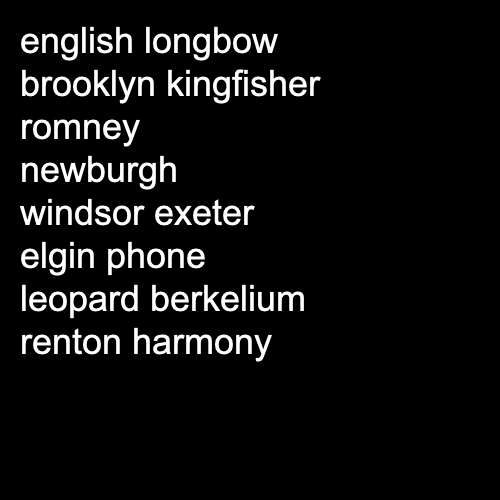 english longbow
brooklyn kingfisher
romney
newburgh
windsor exeter
elgin phone
leopard berkelium
renton harmony